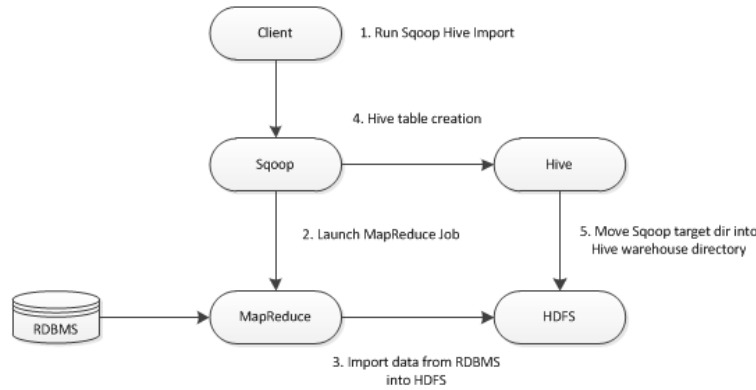 Client
1. Run Sqoop Hive Import
4. Hive table creation
Sqoop
Hive
2. Launch MapReduce Job
5. Move Sqoop target dir into
Hive warehouse directory
RDBMS
MapReduce
HDFS
3. Import data from RDBMS
into HDFS